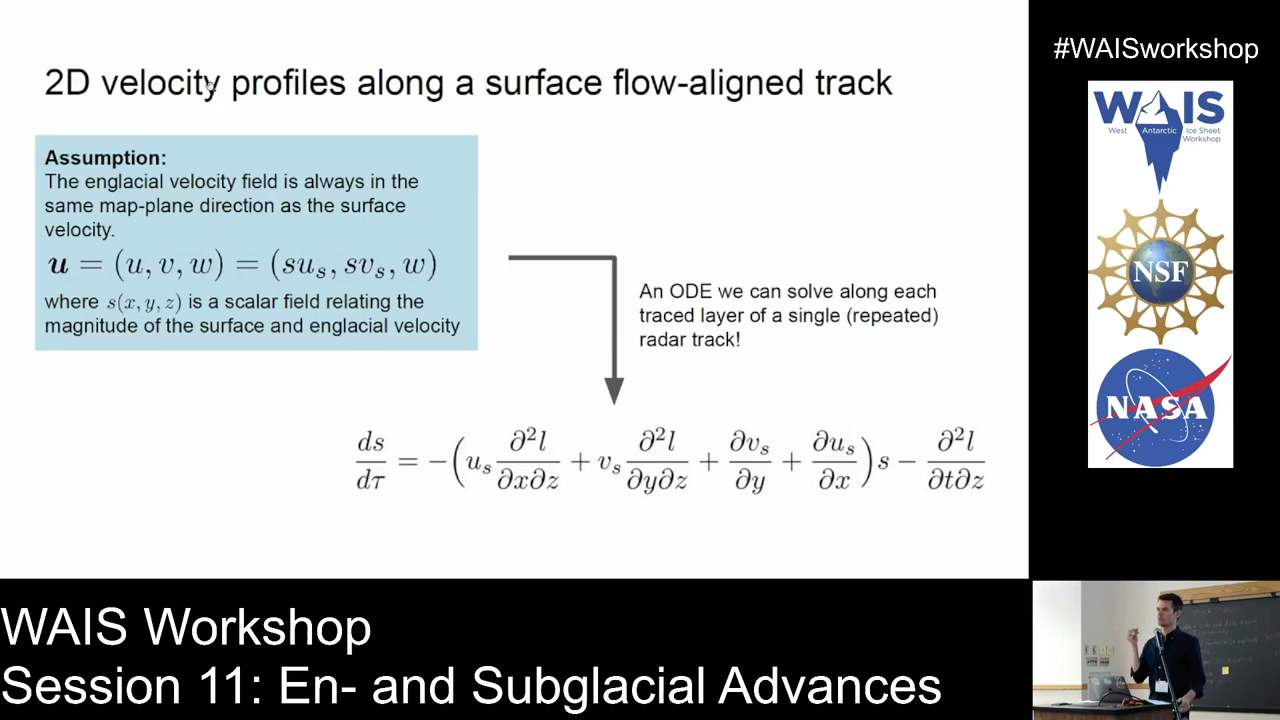 2D velocity profiles along a surface flow-aligned track
Assumption:
The englacial velocity field is always in the
same map-plane direction as the surface
velocity.
𝒖 = (u, v, w) = (su_s, sv_s, w)
where s(x, y, z) is a scalar field relating the
magnitude of the surface and englacial velocity
An ODE we can solve along each
traced layer of a single (repeated)
radar track!
ds/dτ = −(u_s ∂²l/∂x∂z + v_s ∂²l/∂y∂z + ∂v_s/∂y + ∂u_s/∂x)s − ∂²l/∂t∂z
#WAISworkshop
WAIS
West Antarctic Ice Sheet
Workshop
NSF
NASA
WAIS Workshop
Session 11: En- and Subglacial Advances